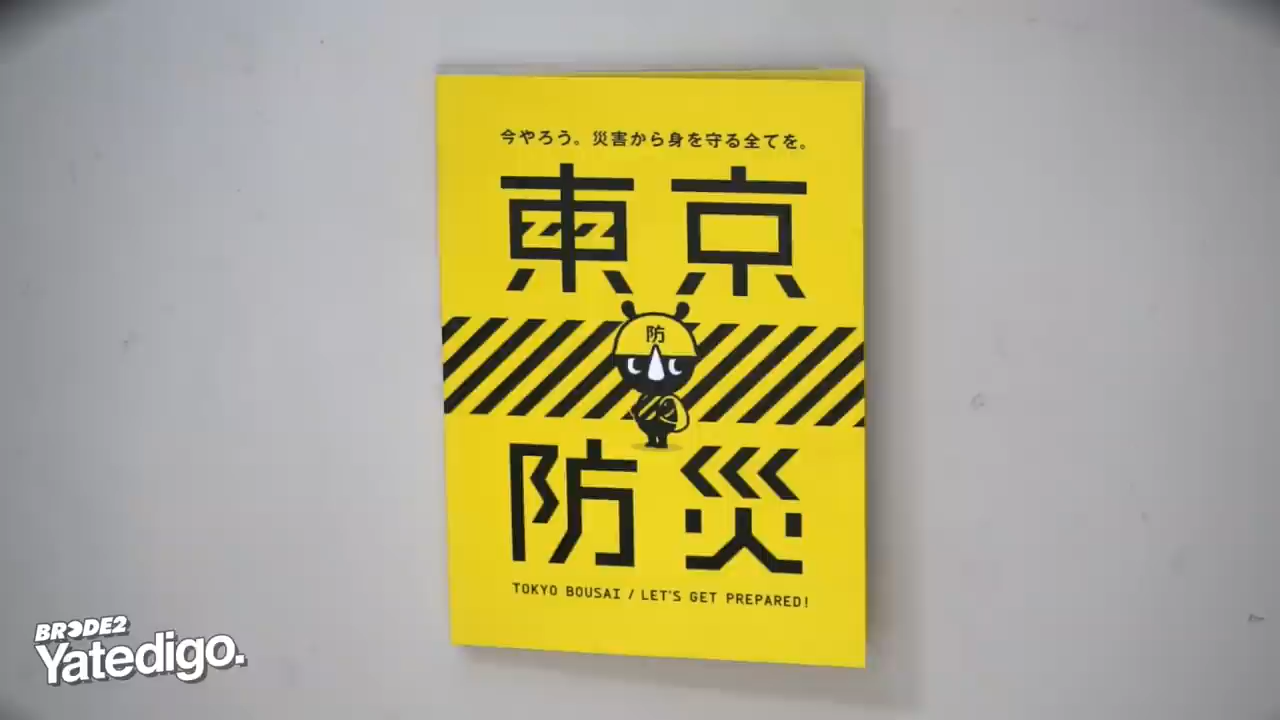 今やろう。災害から身を守る全てを。
東京
防
防災
TOKYO BOUSAI / LET'S GET PREPARED!
BRODE2
Yatedigo.